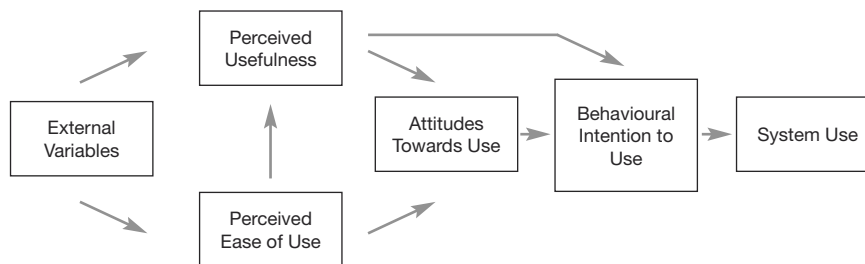 Perceived
Usefulness
External
Variables
Attitudes
Towards Use
Behavioural
Intention to
Use
System Use
Perceived
Ease of Use